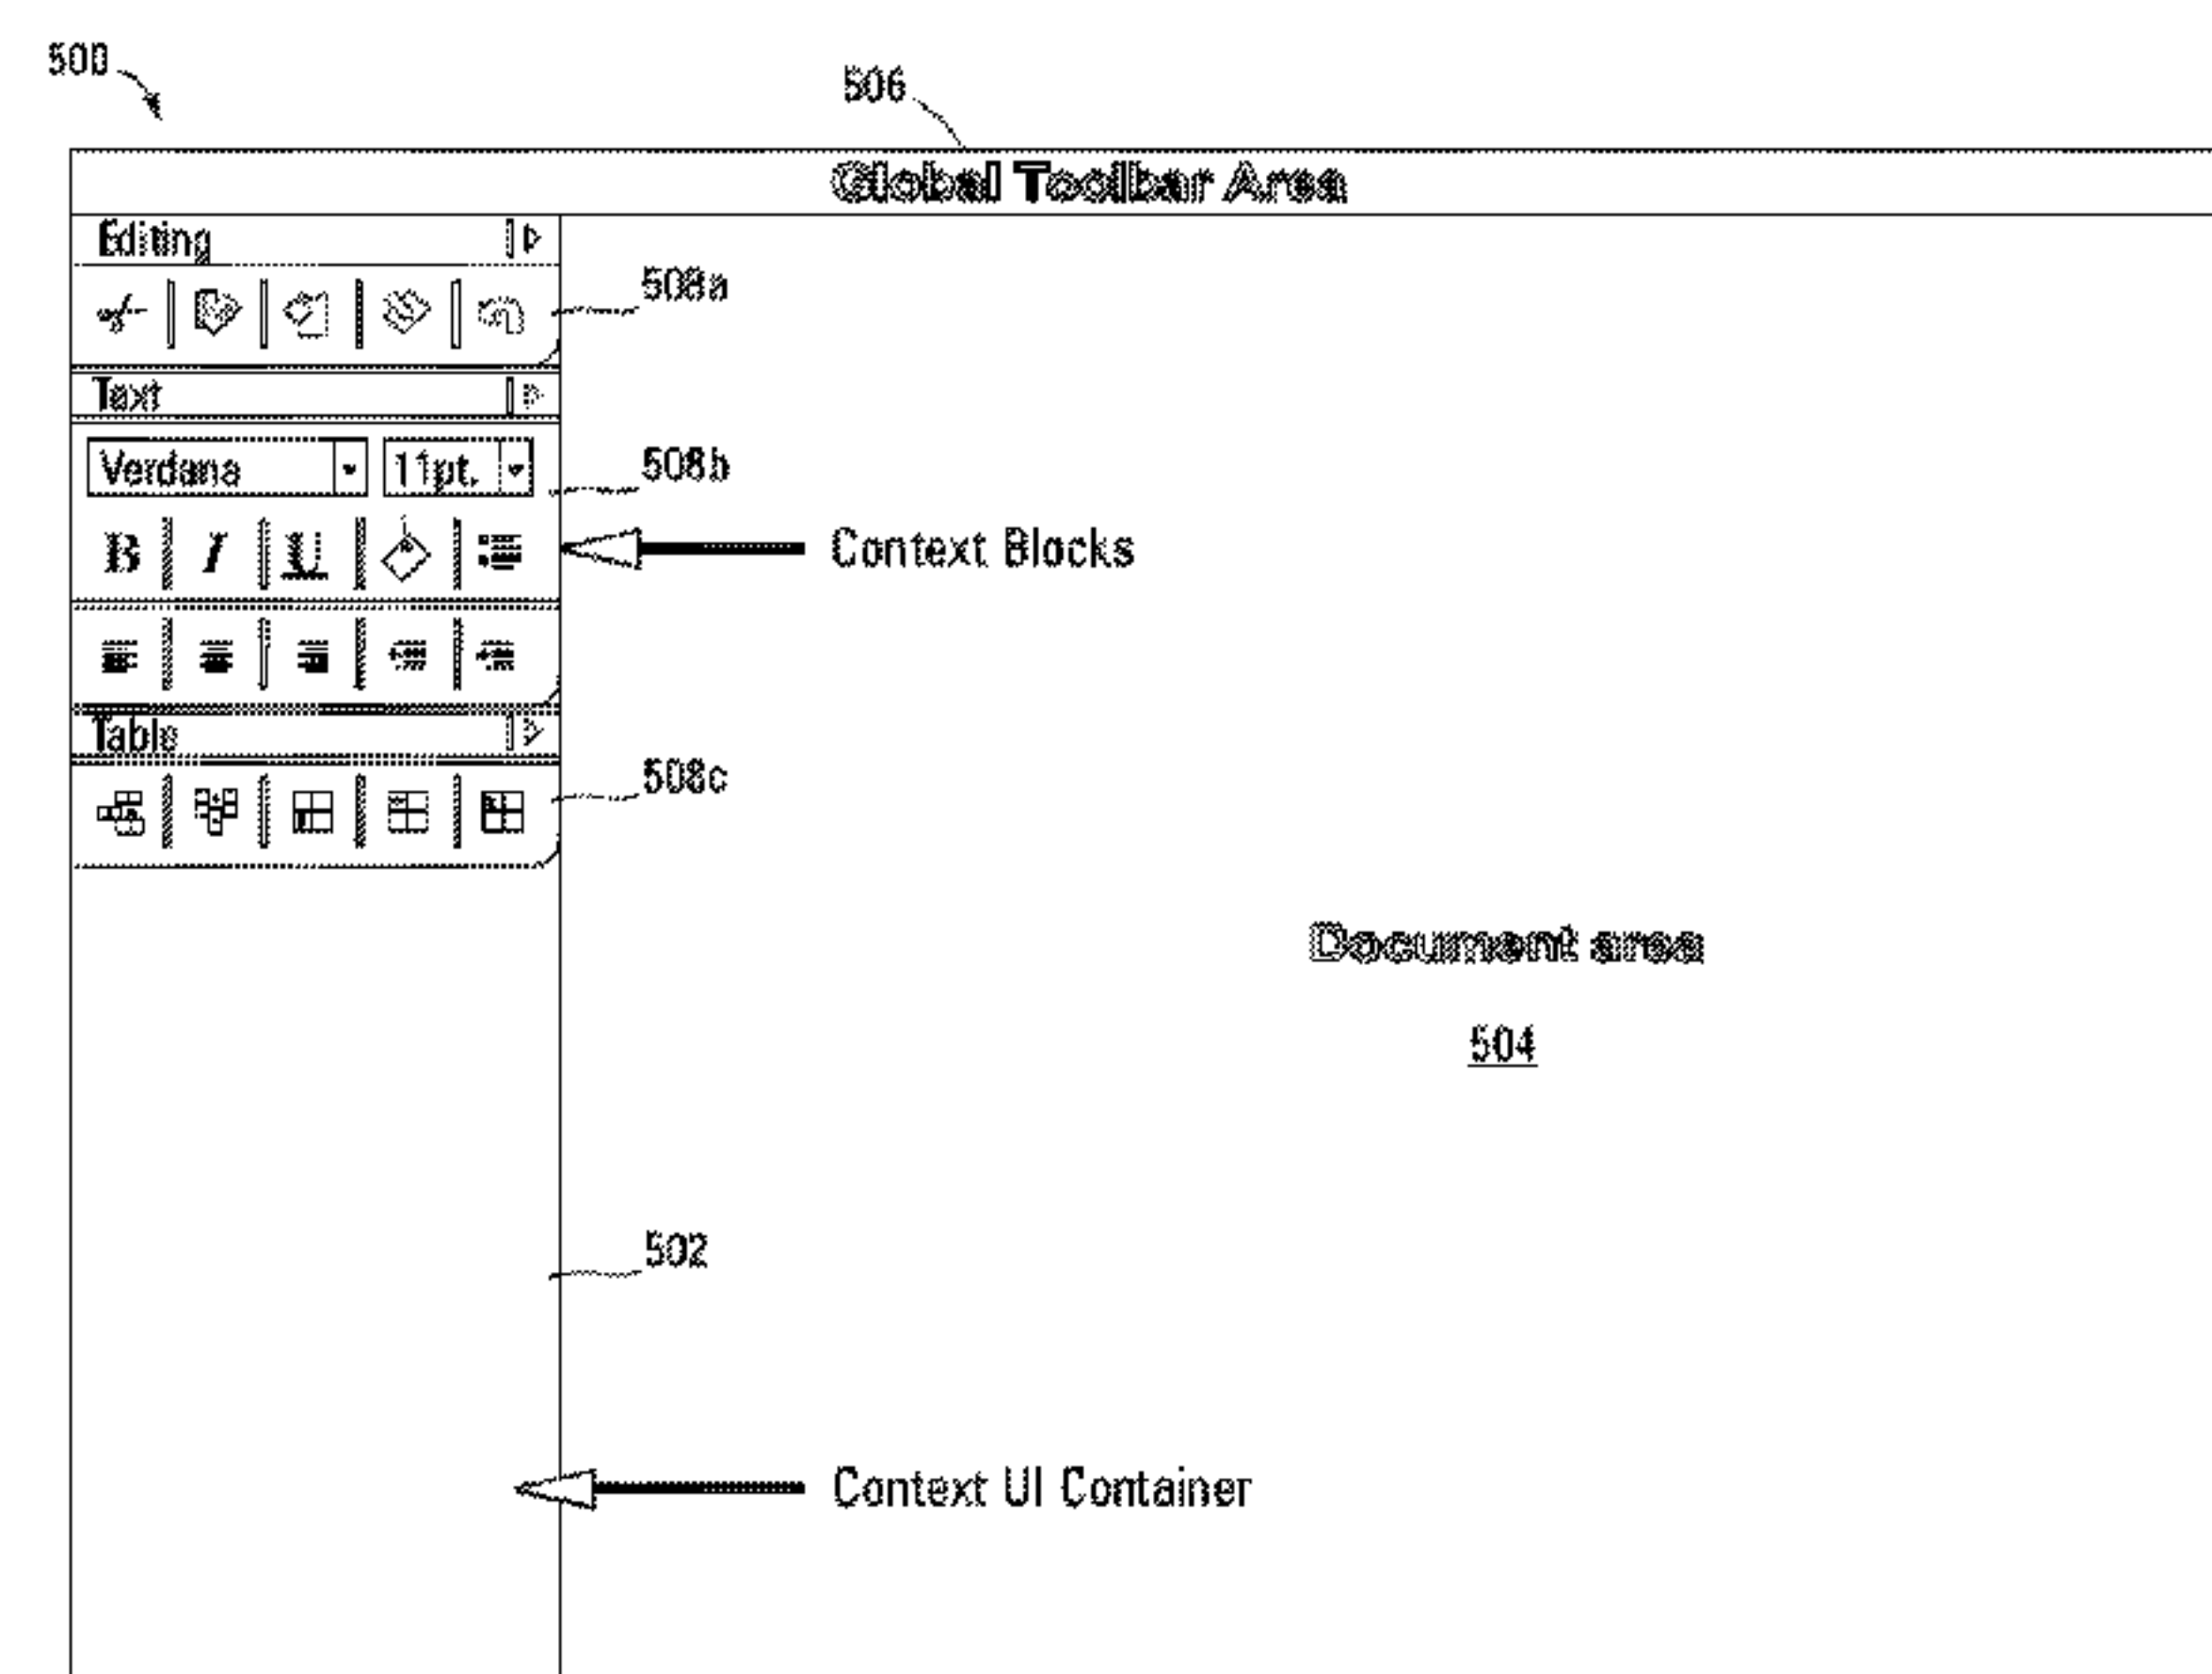 500
506
Global Toolbar Area
Editing
508a
Text
Verdana 11pt.
508b
B I U
Context Blocks
Table
508c
Document area
504
502
Context UI Container